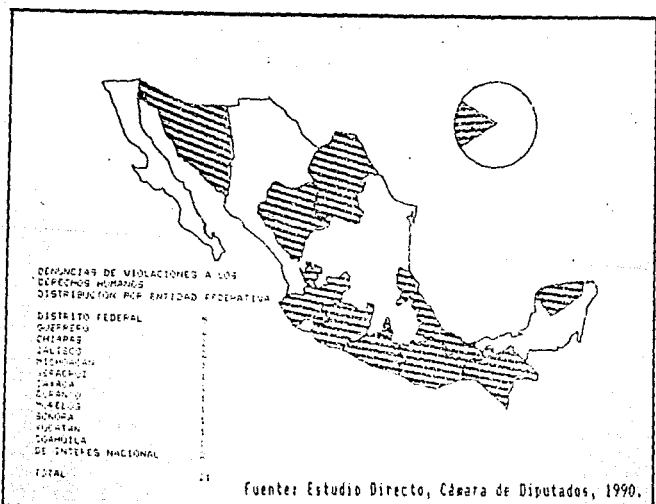 DENUNCIAS DE VIOLACIONES A LOS
DERECHOS HUMANOS
DISTRIBUCION POR ENTIDAD FEDERATIVA
DISTRITO FEDERAL
GUERRERO
CHIAPAS
JALISCO
MICHOACAN
VERACRUZ
OAXACA
DURANGO
MORELOS
SONORA
YUCATAN
COAHUILA
DE INTERES NACIONAL
TOTAL
Fuente: Estudio Directo, Cámara de Diputados, 1990.